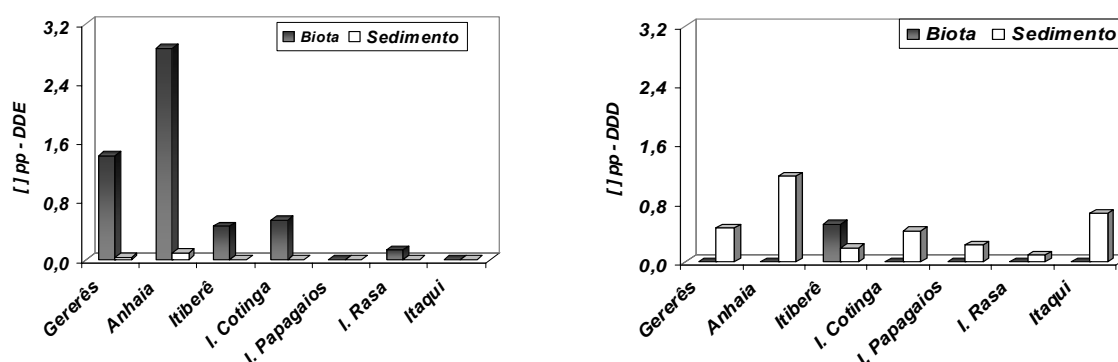 3,2
2,4
1,6
0,8
0,0
[ ] pp - DDE
Biota Sedimento
Gererês
Anhaia
Itiberê
I. Cotinga
I. Papagaios
I. Rasa
Itaqui
3,2
2,4
1,6
0,8
0,0
[ ] pp - DDD
Biota Sedimento
Gererês
Anhaia
Itiberê
I. Cotinga
I. Papagaios
I. Rasa
Itaqui